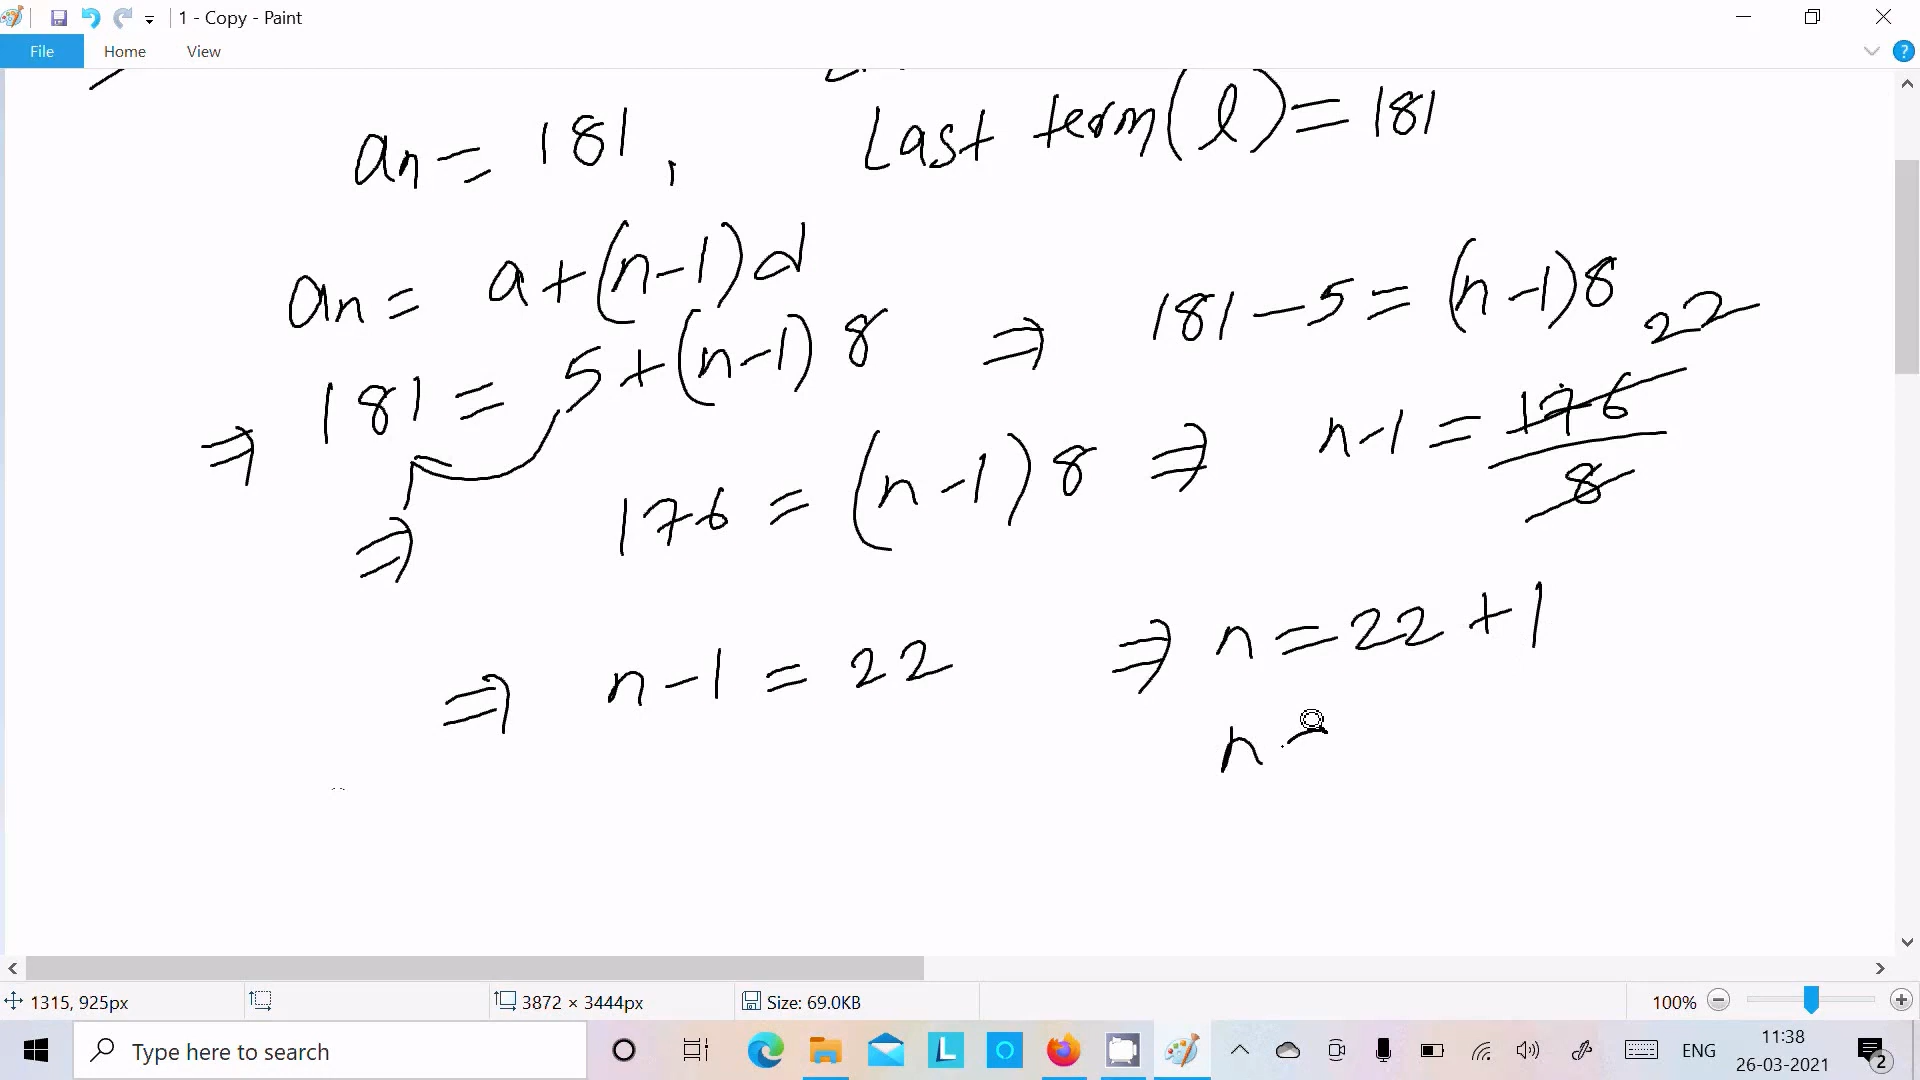 1 - Copy - Paint
File Home View
an = 181, Last term(l) = 181
an = a+(n-1)d
⇒ 181 = 5+(n-1) 8 ⇒ 181-5 = (n-1)8
⇒ 176 = (n-1) 8 ⇒ n-1 = 176/8 22
⇒ n-1 = 22 ⇒ n = 22+1
n
1315, 925px 3872 × 3444px Size: 69.0KB 100%
Type here to search ENG 11:38
26-03-2021 2